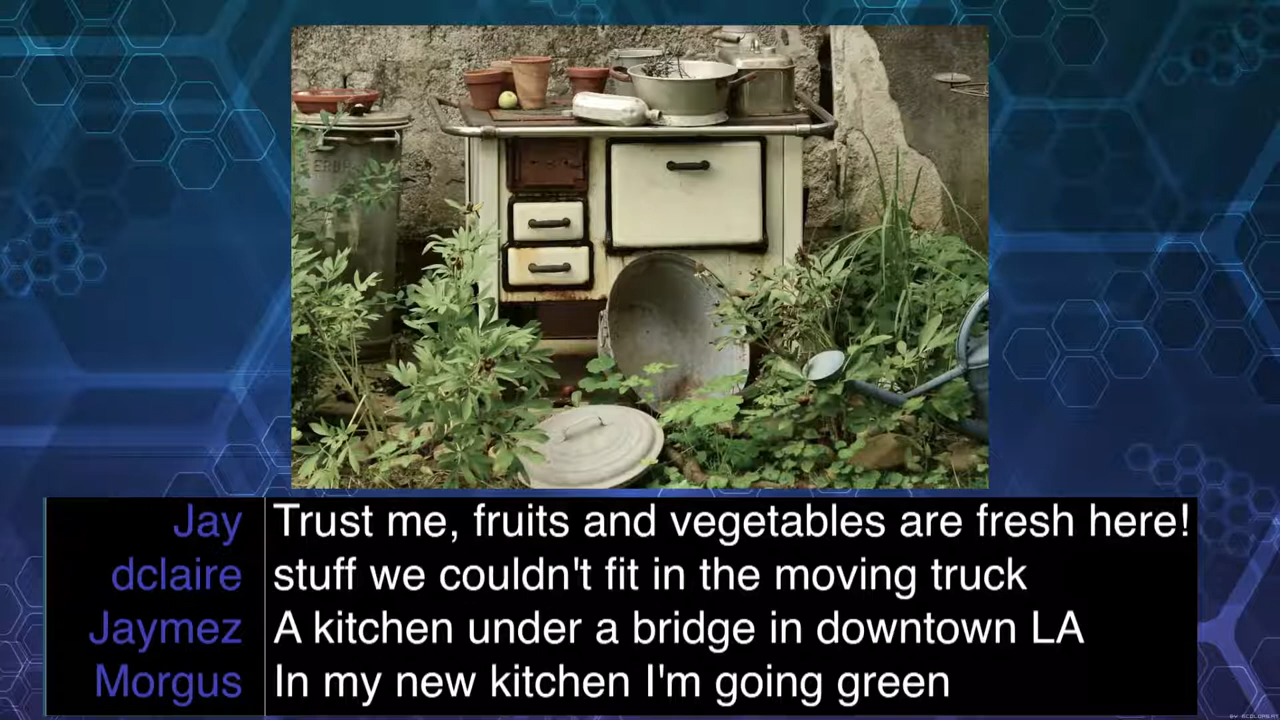 Jay Trust me, fruits and vegetables are fresh here!
dclaire stuff we couldn't fit in the moving truck
Jaymez A kitchen under a bridge in downtown LA
Morgus In my new kitchen I'm going green